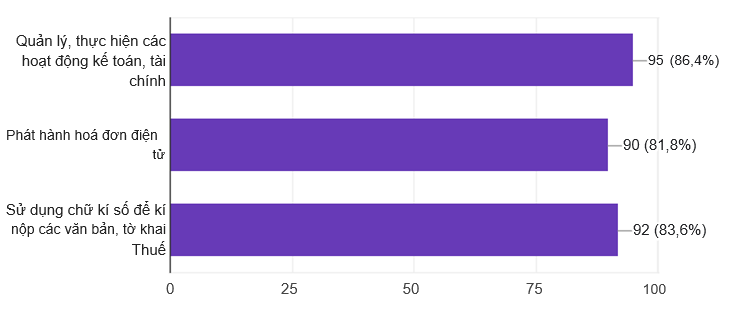 Quản lý, thực hiện các
hoạt động kế toán, tài
chính
95 (86,4%)
Phát hành hoá đơn điện
tử
90 (81,8%)
Sử dụng chữ kí số để kí
nộp các văn bản, tờ khai
Thuế
92 (83,6%)
0 25 50 75 100